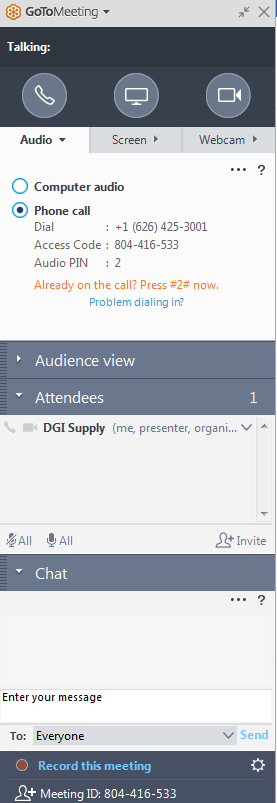 GoToMeeting
Talking:
Audio Screen Webcam
... ?
Computer audio
Phone call
Dial : +1 (626) 425-3001
Access Code : 804-416-533
Audio PIN : 2
Already on the call? Press #2# now.
Problem dialing in?
Audience view
Attendees 1
DGI Supply (me, presenter, organi...
All All Invite
Chat
... ?
Enter your message
To: Everyone Send
Record this meeting
Meeting ID: 804-416-533